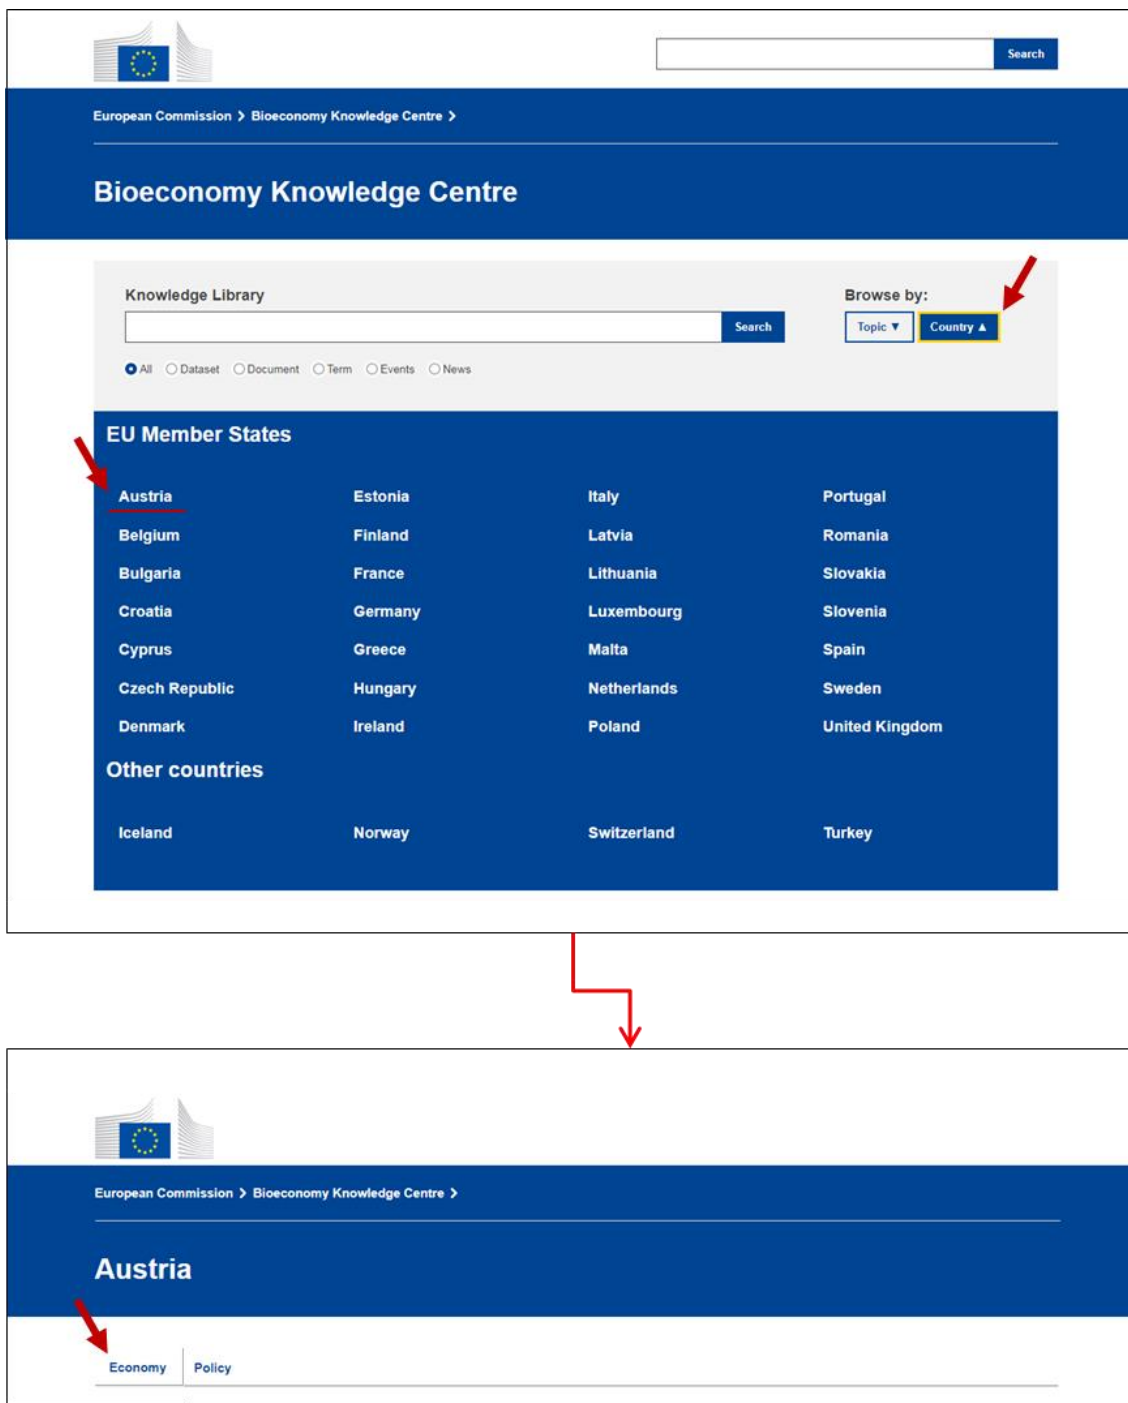 Search
European Commission > Bioeconomy Knowledge Centre >
Bioeconomy Knowledge Centre
Knowledge Library
Search
Browse by:
Topic ▼ Country ▲
All Dataset Document Term Events News
EU Member States
Austria Estonia Italy Portugal
Belgium Finland Latvia Romania
Bulgaria France Lithuania Slovakia
Croatia Germany Luxembourg Slovenia
Cyprus Greece Malta Spain
Czech Republic Hungary Netherlands Sweden
Denmark Ireland Poland United Kingdom
Other countries
Iceland Norway Switzerland Turkey
European Commission > Bioeconomy Knowledge Centre >
Austria
Economy Policy